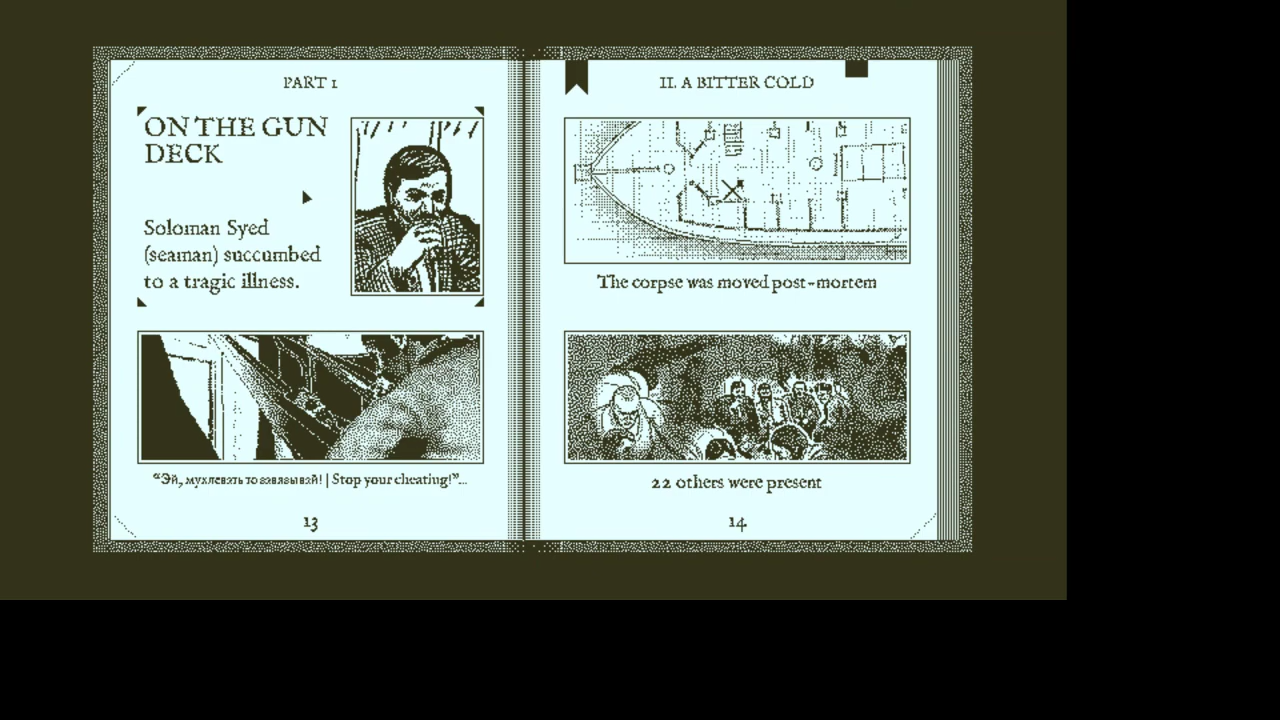 PART 1
ON THE GUN
DECK
Soloman Syed
(seaman) succumbed
to a tragic illness.
"Эй, мухлевать то завязывай! | Stop your cheating!"...
13
II. A BITTER COLD
The corpse was moved post-mortem
22 others were present
14